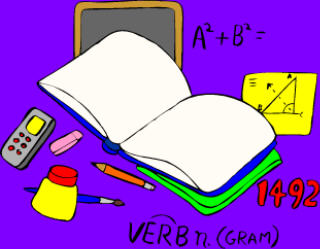 A²+B²=
1492
VERB n. (GRAM)